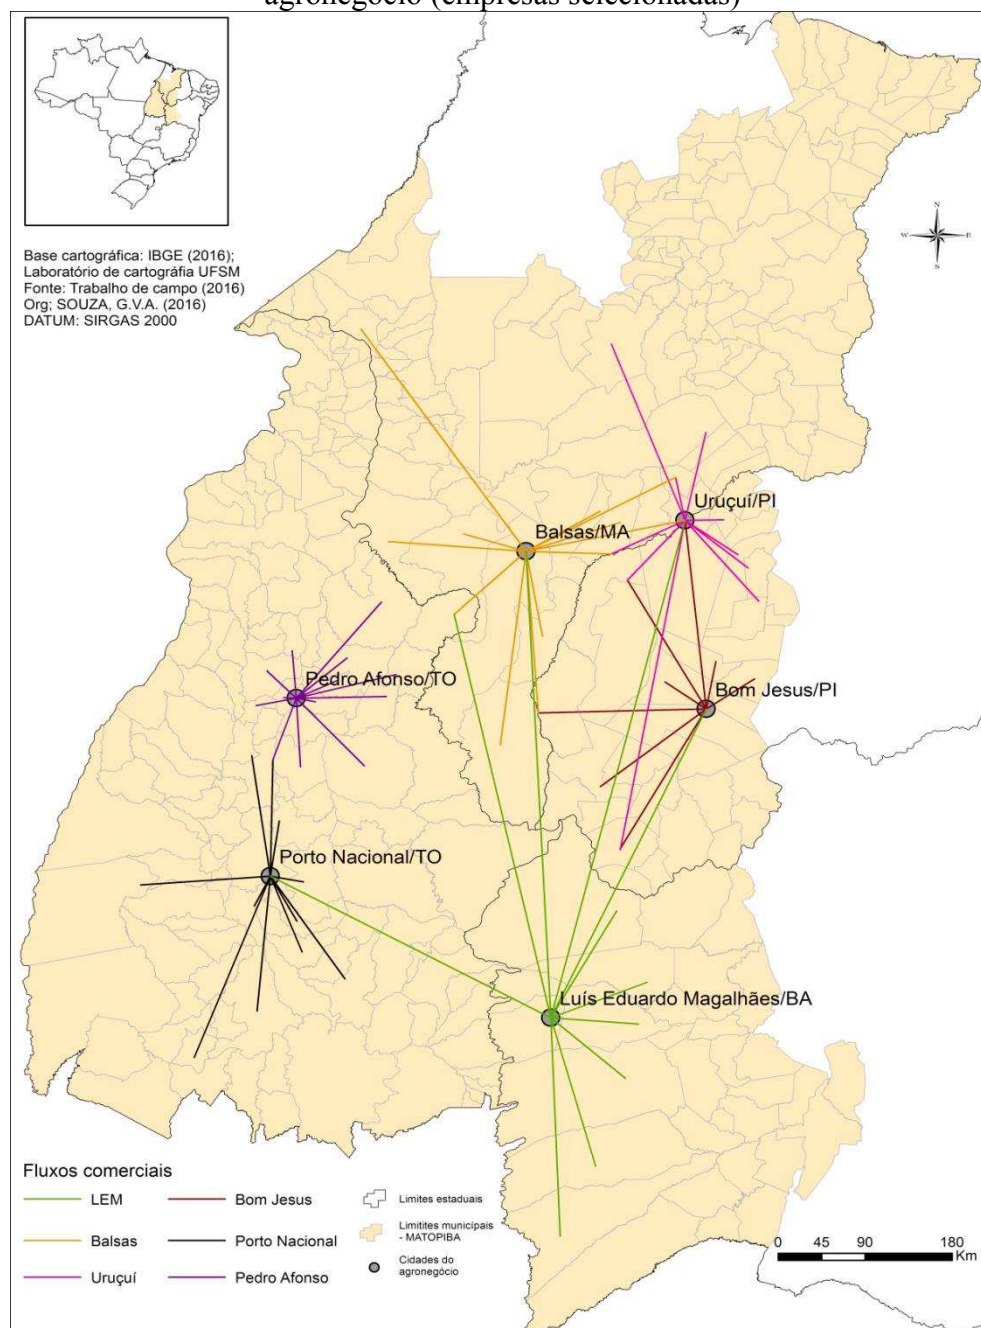 agronegócio (empresas selecionadas)
Base cartográfica: IBGE (2016);
Laboratório de cartográfia UFSM
Fonte: Trabalho de campo (2016)
Org; SOUZA, G.V.A. (2016)
DATUM: SIRGAS 2000
N
W
E
S
Uruçuí/PI
Balsas/MA
Pedro Afonso/TO
Bom Jesus/PI
Porto Nacional/TO
Luís Eduardo Magalhães/BA
Fluxos comerciais
LEM
Bom Jesus
Limites estaduais
Balsas
Porto Nacional
Limitites municipais
- MATOPIBA
Uruçuí
Pedro Afonso
Cidades do
agronegócio
0 45 90 180
Km